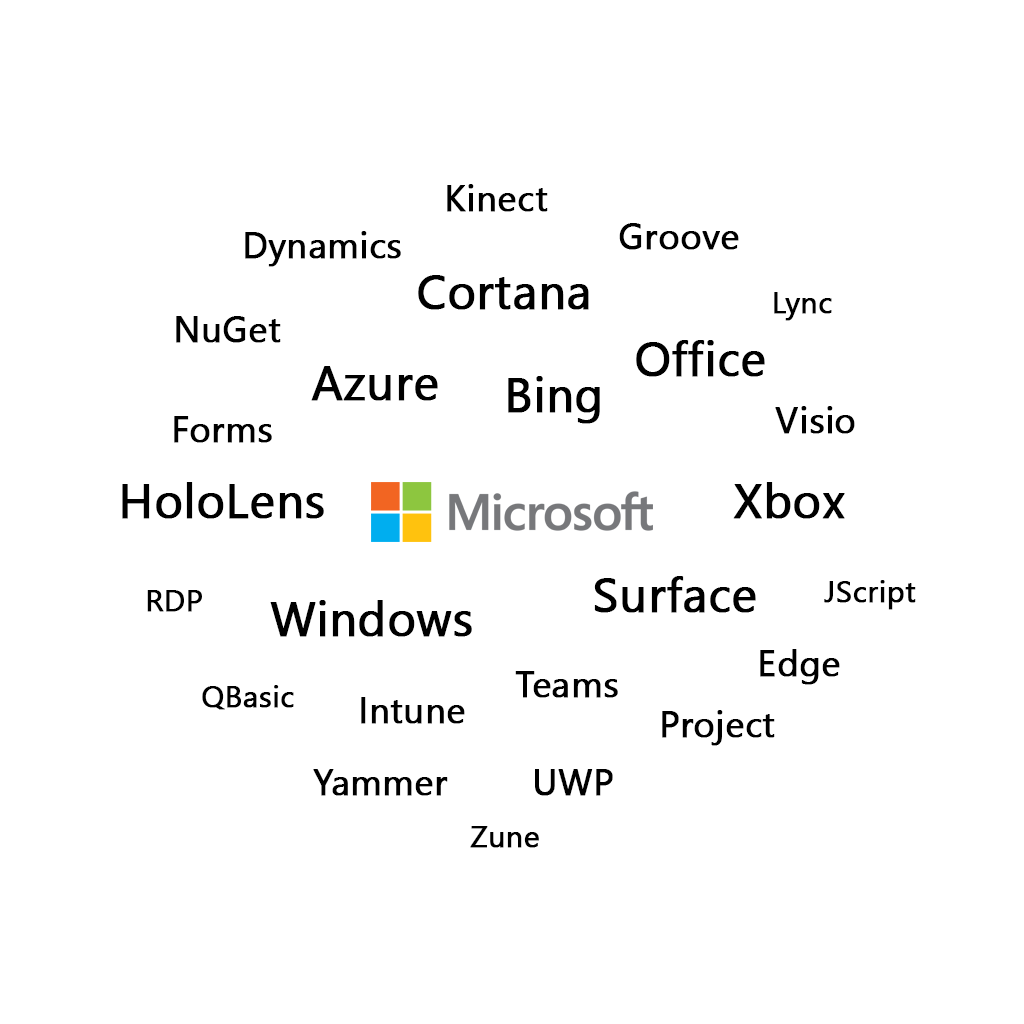 Kinect
Groove
Dynamics
Cortana
Lync
NuGet
Office
Azure
Bing
Visio
Forms
HoloLens
Microsoft
Xbox
RDP
Windows
Surface
JScript
Edge
Teams
QBasic
Intune
Project
Yammer
UWP
Zune